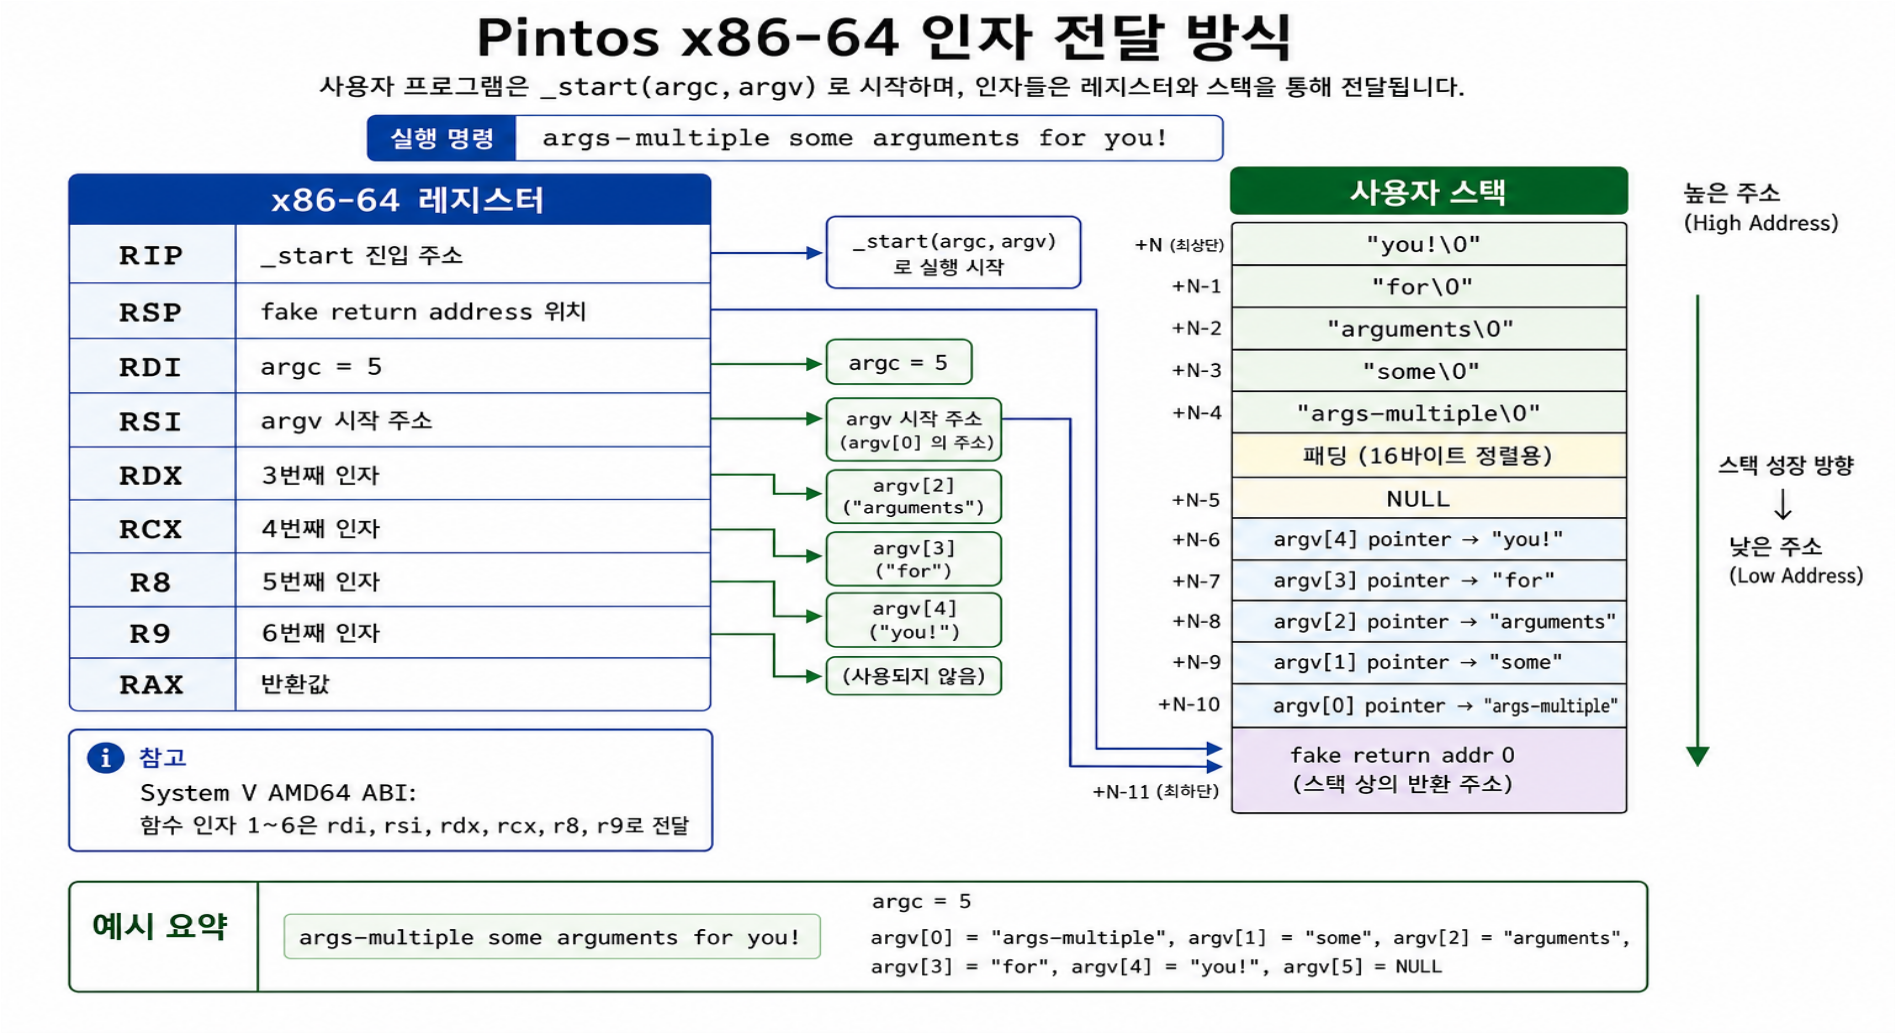 Pintos x86-64 인자 전달 방식
사용자 프로그램은 _start(argc, argv) 로 시작하며, 인자들은 레지스터와 스택을 통해 전달됩니다.
실행 명령
args-multiple some arguments for you!
x86-64 레지스터
RIP
_start 진입 주소
RSP
fake return address 위치
RDI
argc = 5
RSI
argv 시작 주소
RDX
3번째 인자
RCX
4번째 인자
R8
5번째 인자
R9
6번째 인자
RAX
반환값
_start(argc, argv)
로 실행 시작
argc = 5
argv 시작 주소
(argv[0] 의 주소)
argv[2]
("arguments")
argv[3]
("for")
argv[4]
("you!")
(사용되지 않음)
사용자 스택
+N (최상단)
"you!\0"
+N-1
"for\0"
+N-2
"arguments\0"
+N-3
"some\0"
+N-4
"args-multiple\0"
패딩 (16바이트 정렬용)
+N-5
NULL
+N-6
argv[4] pointer → "you!"
+N-7
argv[3] pointer → "for"
+N-8
argv[2] pointer → "arguments"
+N-9
argv[1] pointer → "some"
+N-10
argv[0] pointer → "args-multiple"
fake return addr 0
(스택 상의 반환 주소)
+N-11 (최하단)
높은 주소
(High Address)
스택 성장 방향
↓
낮은 주소
(Low Address)
i 참고
System V AMD64 ABI:
함수 인자 1~6은 rdi, rsi, rdx, rcx, r8, r9로 전달
예시 요약
args-multiple some arguments for you!
argc = 5
argv[0] = "args-multiple", argv[1] = "some", argv[2] = "arguments",
argv[3] = "for", argv[4] = "you!", argv[5] = NULL